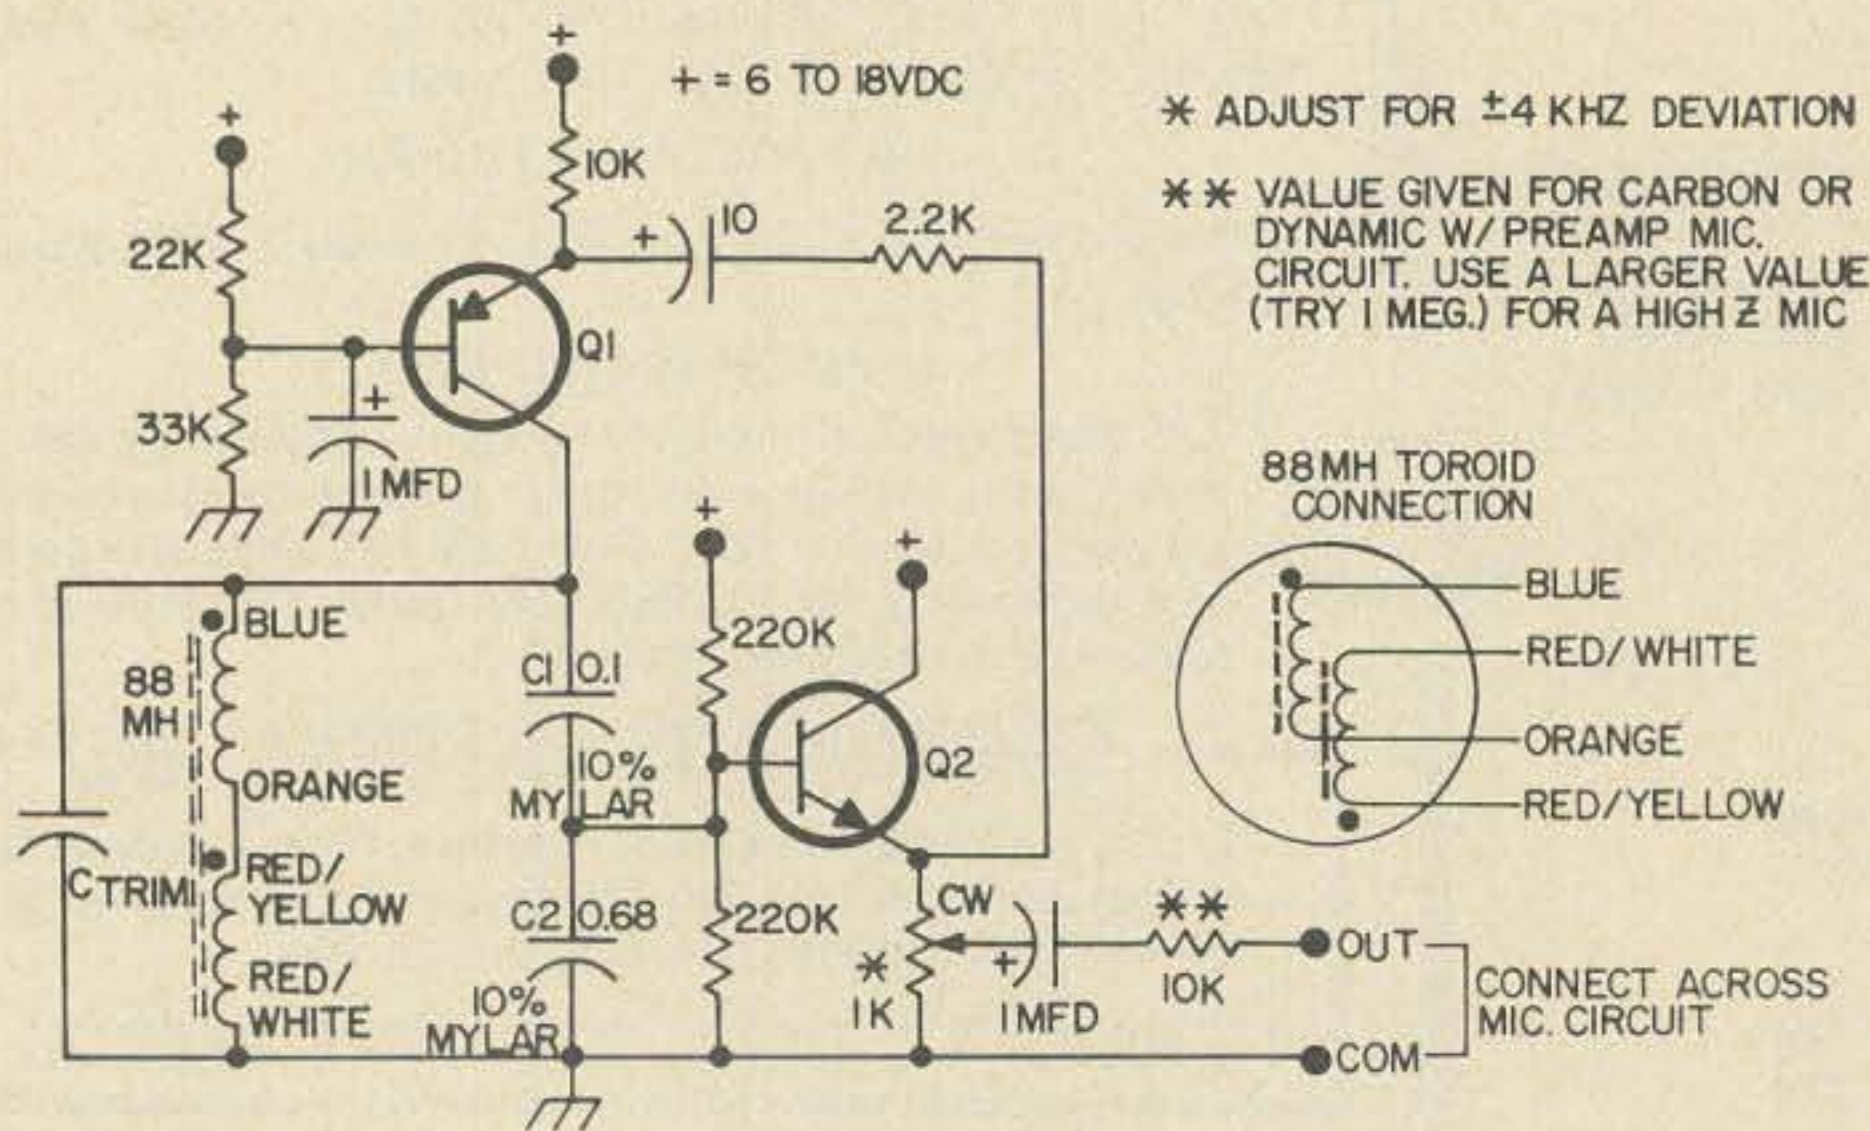 +
+ = 6 TO 18VDC
* ADJUST FOR ±4 KHZ DEVIATION
** VALUE GIVEN FOR CARBON OR
DYNAMIC W/PREAMP MIC.
CIRCUIT. USE A LARGER VALUE
(TRY 1 MEG.) FOR A HIGH Z MIC
+
10K
22K
+
10
2.2K
Q1
33K
+
1 MFD
88MH TOROID
CONNECTION
BLUE
RED/WHITE
ORANGE
RED/YELLOW
+
+
BLUE
88
MH
ORANGE
RED/
YELLOW
RED/
WHITE
CTRIM
C1 0.1
10%
MYLAR
C2 0.68
10%
MYLAR
220K
220K
Q2
CW
*
1K
+
1MFD
**
10K
OUT
COM
CONNECT ACROSS
MIC. CIRCUIT